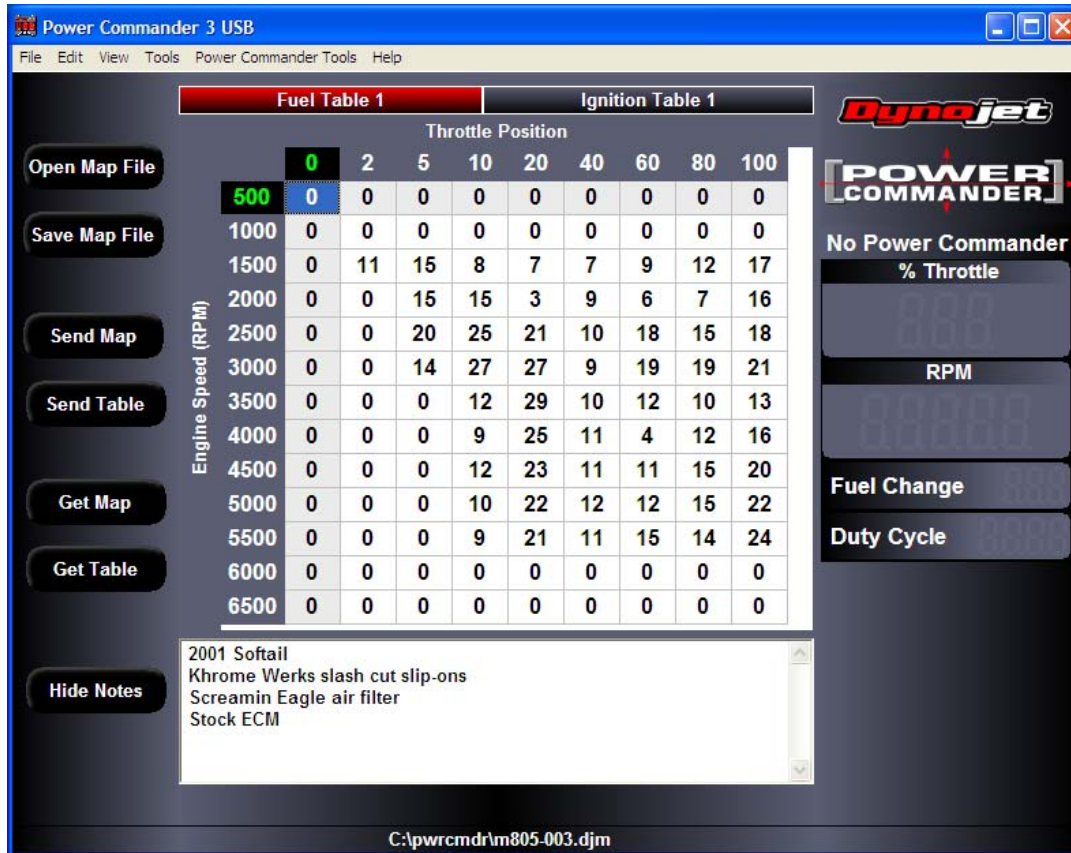 Power Commander 3 USB
File Edit View Tools Power Commander Tools Help
Fuel Table 1 Ignition Table 1
Throttle Position
0 2 5 10 20 40 60 80 100
500 0 0 0 0 0 0 0 0 0
1000 0 0 0 0 0 0 0 0 0
1500 0 11 15 8 7 7 9 12 17
2000 0 0 15 15 3 9 6 7 16
2500 0 0 20 25 21 10 18 15 18
3000 0 0 14 27 27 9 19 19 21
3500 0 0 0 12 29 10 12 10 13
4000 0 0 0 9 25 11 4 12 16
4500 0 0 0 12 23 11 11 15 20
5000 0 0 0 10 22 12 12 15 22
5500 0 0 0 9 21 11 15 14 24
6000 0 0 0 0 0 0 0 0 0
6500 0 0 0 0 0 0 0 0 0
Engine Speed (RPM)
Open Map File
Save Map File
Send Map
Send Table
Get Map
Get Table
Hide Notes
2001 Softail
Khrome Werks slash cut slip-ons
Screamin Eagle air filter
Stock ECM
Dynojet
POWER
COMMANDER
No Power Commander
% Throttle
RPM
Fuel Change
Duty Cycle
C:\pwrcmdr\m805-003.djm